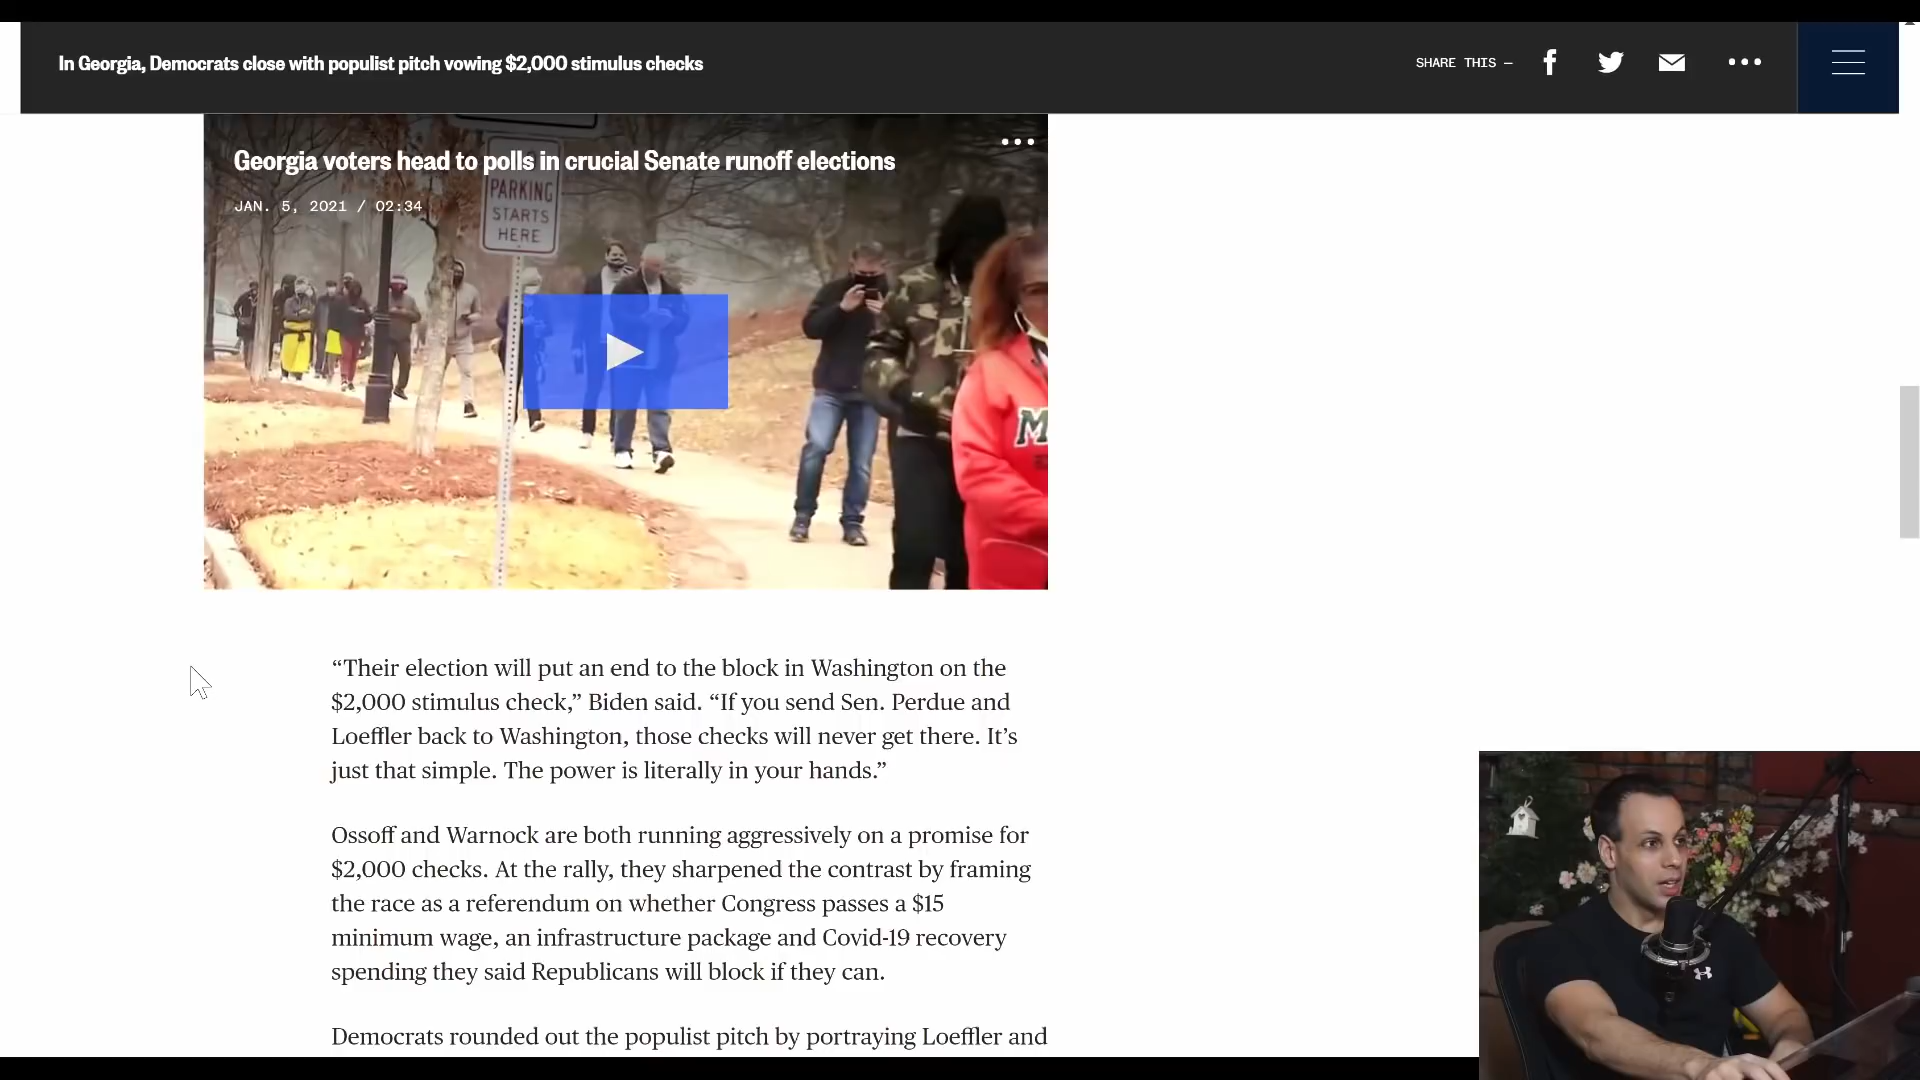 In Georgia, Democrats close with populist pitch vowing $2,000 stimulus checks
SHARE THIS —
Georgia voters head to polls in crucial Senate runoff elections
JAN. 5, 2021 / 02:34
PARKING
STARTS
HERE
M
“Their election will put an end to the block in Washington on the
$2,000 stimulus check,” Biden said. “If you send Sen. Perdue and
Loeffler back to Washington, those checks will never get there. It’s
just that simple. The power is literally in your hands.”
Ossoff and Warnock are both running aggressively on a promise for
$2,000 checks. At the rally, they sharpened the contrast by framing
the race as a referendum on whether Congress passes a $15
minimum wage, an infrastructure package and Covid-19 recovery
spending they said Republicans will block if they can.
Democrats rounded out the populist pitch by portraying Loeffler and